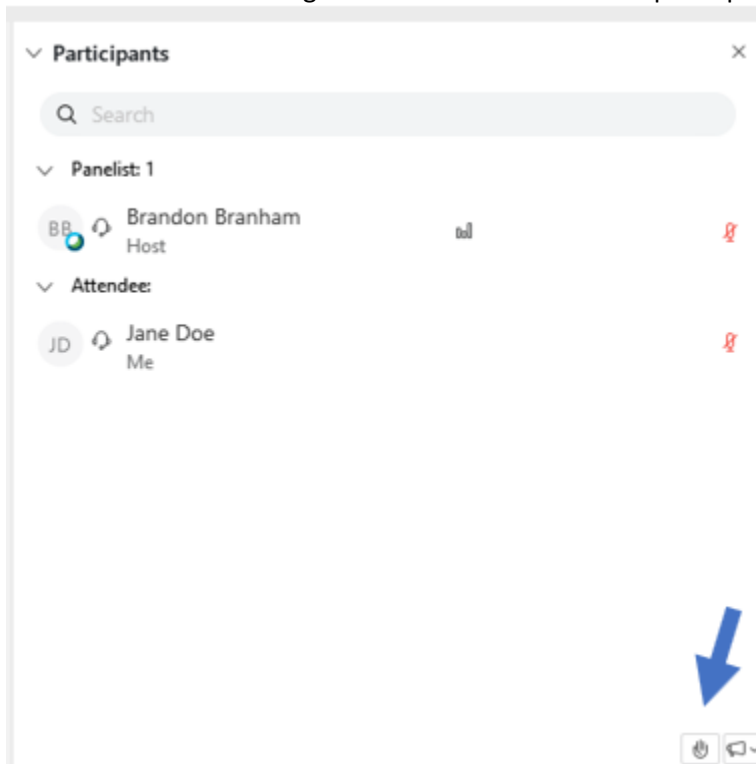 Participants
Search
Panelist: 1
BB
Brandon Branham
Host
Attendee:
JD
Jane Doe
Me